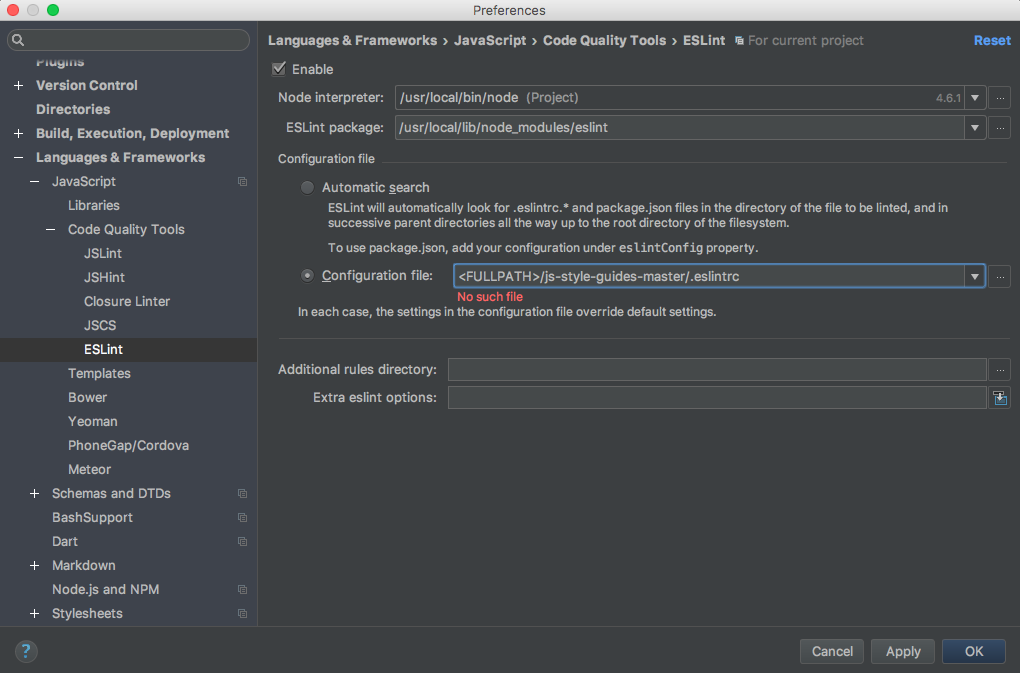 Preferences
Plugins
Version Control
Directories
Build, Execution, Deployment
Languages & Frameworks
JavaScript
Libraries
Code Quality Tools
JSLint
JSHint
Closure Linter
JSCS
ESLint
Templates
Bower
Yeoman
PhoneGap/Cordova
Meteor
Schemas and DTDs
BashSupport
Dart
Markdown
Node.js and NPM
Stylesheets
Languages & Frameworks › JavaScript › Code Quality Tools › ESLint For current project Reset
Enable
Node interpreter: /usr/local/bin/node (Project) 4.6.1 ...
ESLint package: /usr/local/lib/node_modules/eslint ...
Configuration file
Automatic search
ESLint will automatically look for .eslintrc.* and package.json files in the directory of the file to be linted, and in
successive parent directories all the way up to the root directory of the filesystem.
To use package.json, add your configuration under eslintConfig property.
Configuration file: <FULLPATH>/js-style-guides-master/.eslintrc ...
No such file
In each case, the settings in the configuration file override default settings.
Additional rules directory: ...
Extra eslint options:
? Cancel Apply OK